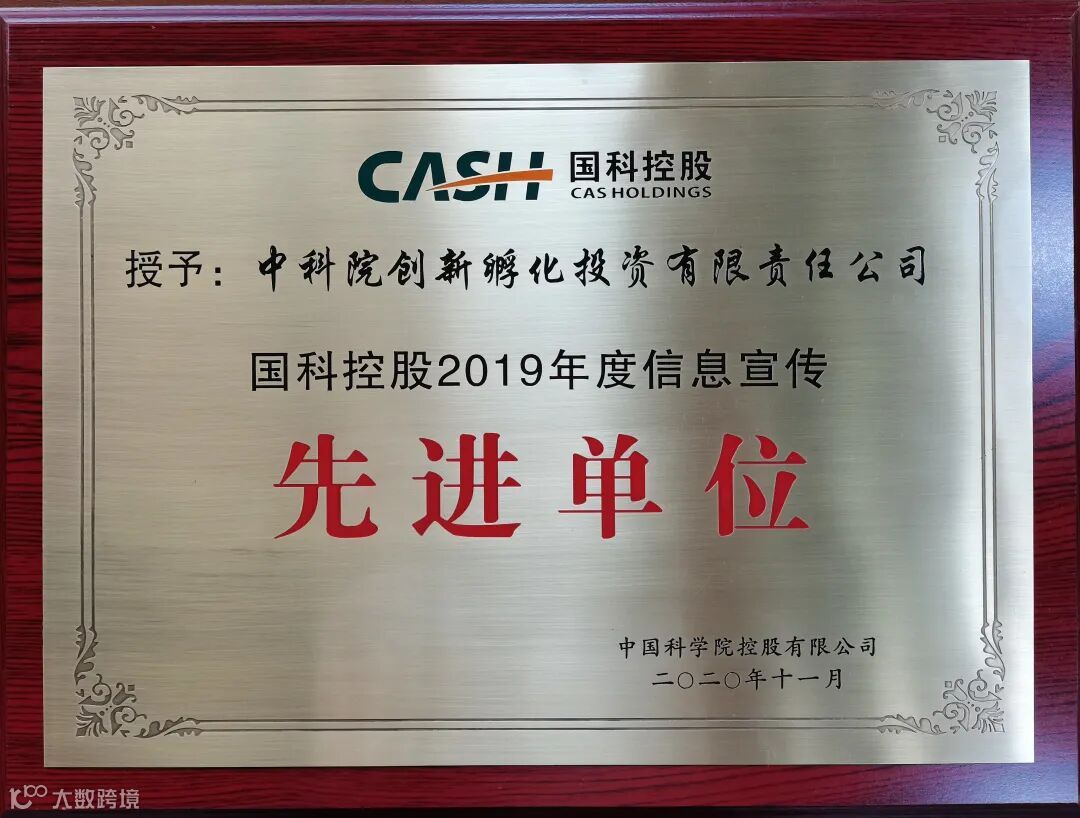 CASH 国科控股
CAS HOLDINGS
授予：中科院创新孵化投资有限责任公司
国科控股2019年度信息宣传
先进单位
中国科学院控股有限公司
二〇二〇年十一月
大数跨境